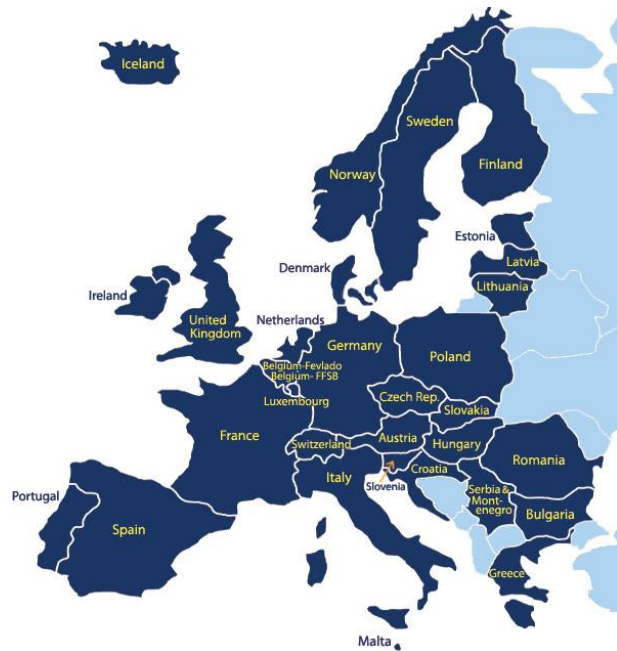 Iceland
Sweden
Norway
Finland
Estonia
Latvia
Lithuania
Denmark
Ireland
United
Kingdom
Netherlands
Germany
Poland
Belgium-Fevlado
Belgium- FFSB
Luxembourg
Czech Rep.
Slovakia
France
Switzerland
Austria
Hungary
Romania
Italy
Slovenia
Croatia
Serbia &
Mont-
enegro
Bulgaria
Portugal
Spain
Greece
Malta